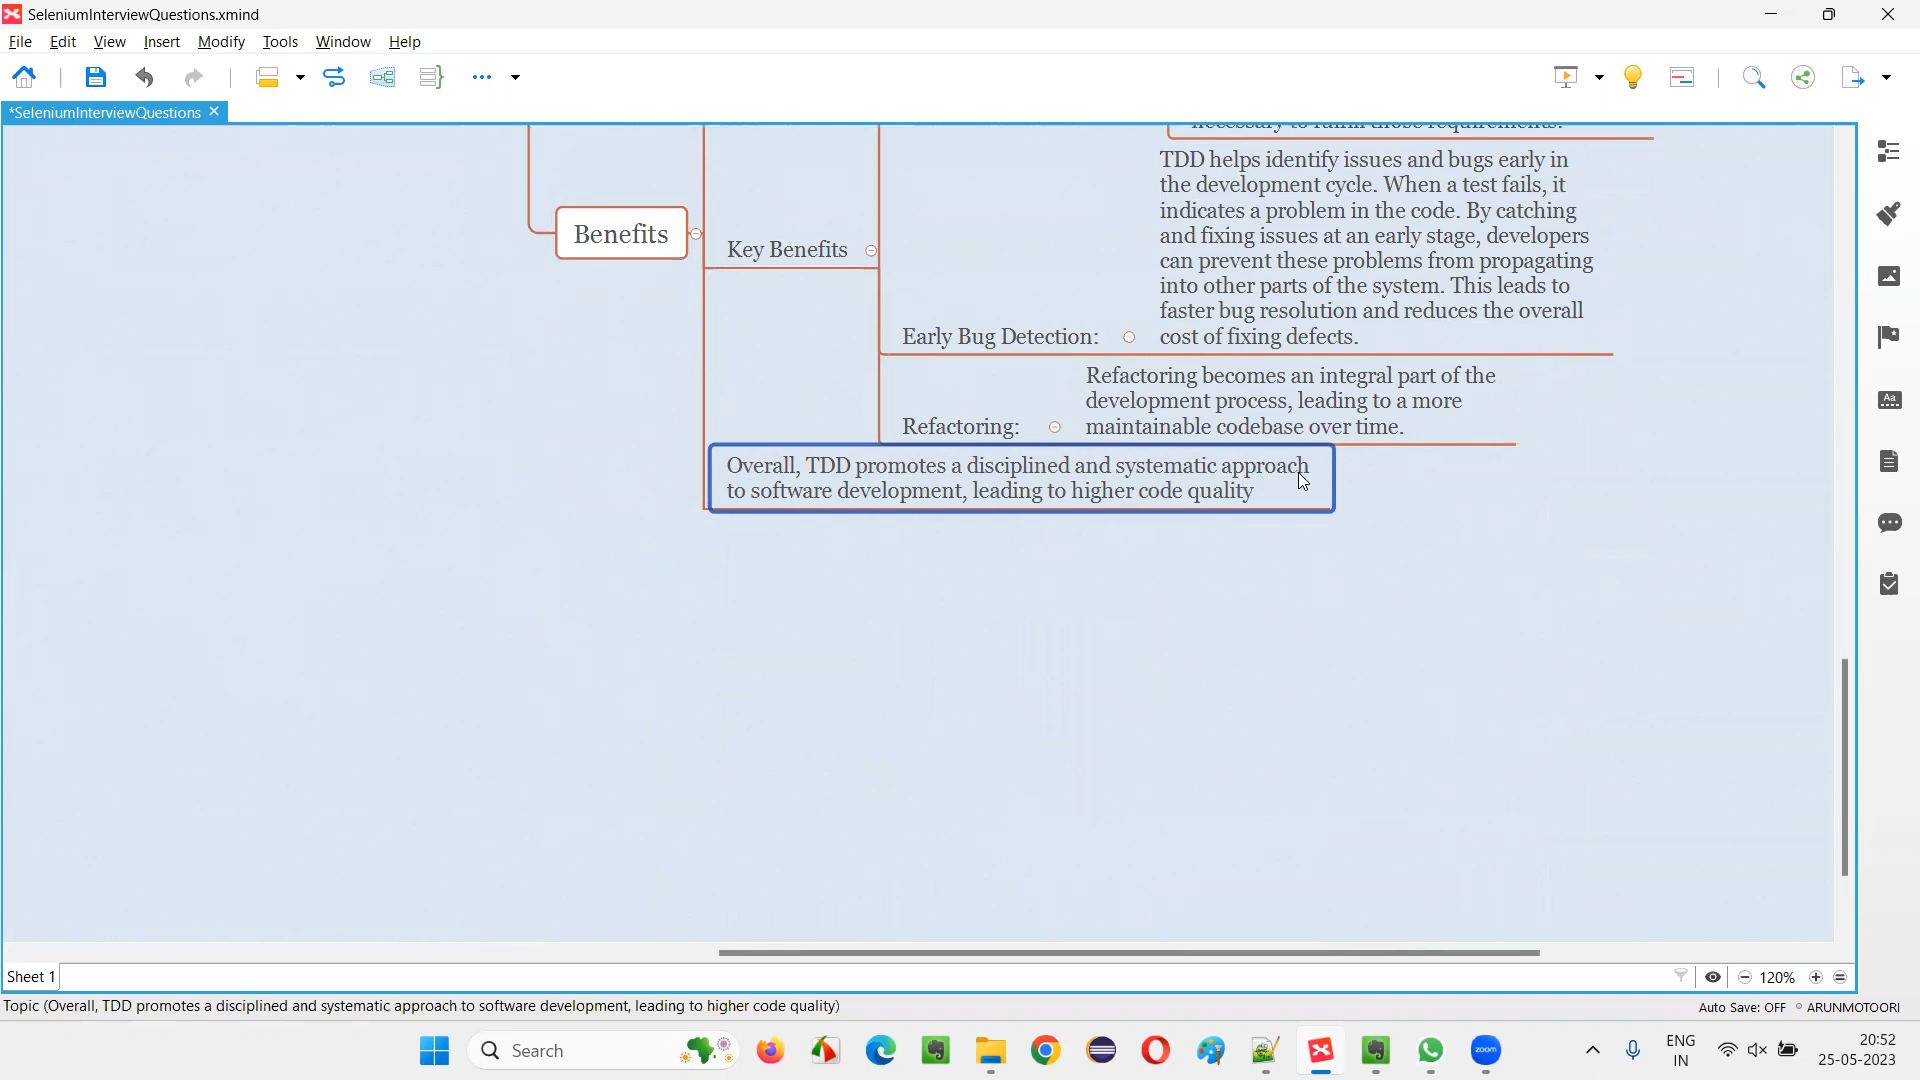 SeleniumInterviewQuestions.xmind
File Edit View Insert Modify Tools Window Help
*SeleniumInterviewQuestions
necessary to fulfill those requirements.
TDD helps identify issues and bugs early in
the development cycle. When a test fails, it
indicates a problem in the code. By catching
and fixing issues at an early stage, developers
can prevent these problems from propagating
into other parts of the system. This leads to
faster bug resolution and reduces the overall
cost of fixing defects.
Benefits
Key Benefits
Early Bug Detection:
Refactoring becomes an integral part of the
development process, leading to a more
maintainable codebase over time.
Refactoring:
Overall, TDD promotes a disciplined and systematic approach
to software development, leading to higher code quality
Aa
Sheet 1
120%
Topic (Overall, TDD promotes a disciplined and systematic approach to software development, leading to higher code quality)
Auto Save: OFF ARUNMOTOORI
Search
zoom
ENG
IN
20:52
25-05-2023